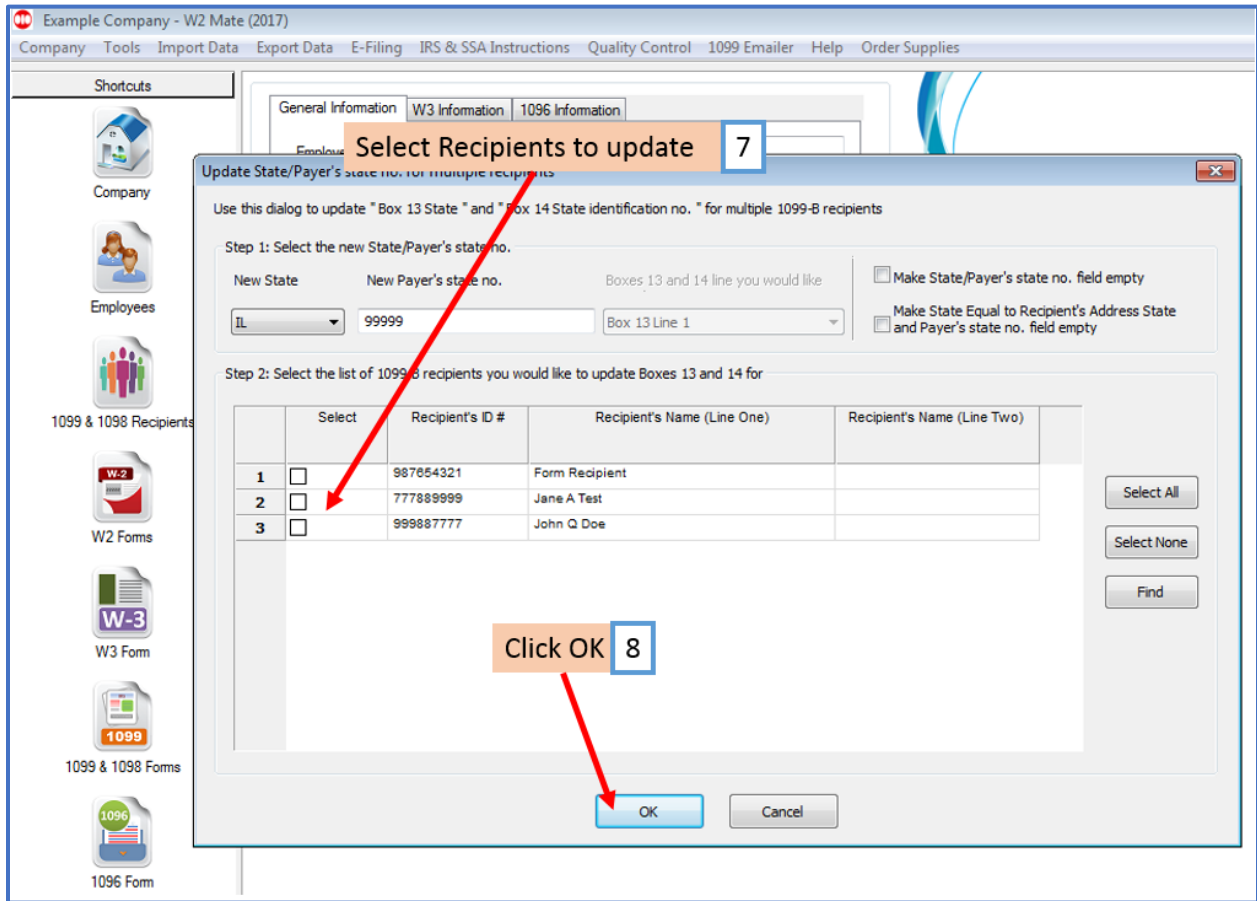 Example Company - W2 Mate (2017)
Company Tools Import Data Export Data E-Filing IRS & SSA Instructions Quality Control 1099 Emailer Help Order Supplies
Shortcuts
Company
Employees
1099 & 1098 Recipients
W-2
W2 Forms
W-3
W3 Form
1099
1099 & 1098 Forms
1096
1096 Form
General Information W3 Information 1096 Information
Select Recipients to update 7
Update State/Payer's state no. for multiple recipients
Use this dialog to update "Box 13 State " and "Box 14 State identification no. " for multiple 1099-B recipients
Step 1: Select the new State/Payer's state no.
New State New Payer's state no. Boxes 13 and 14 line you would like
IL 99999 Box 13 Line 1
Make State/Payer's state no. field empty
Make State Equal to Recipient's Address State
and Payer's state no. field empty
Step 2: Select the list of 1099-B recipients you would like to update Boxes 13 and 14 for
Select Recipient's ID # Recipient's Name (Line One) Recipient's Name (Line Two)
1 987654321 Form Recipient
2 777889999 Jane A Test
3 999887777 John Q Doe
Select All
Select None
Find
Click OK 8
OK Cancel